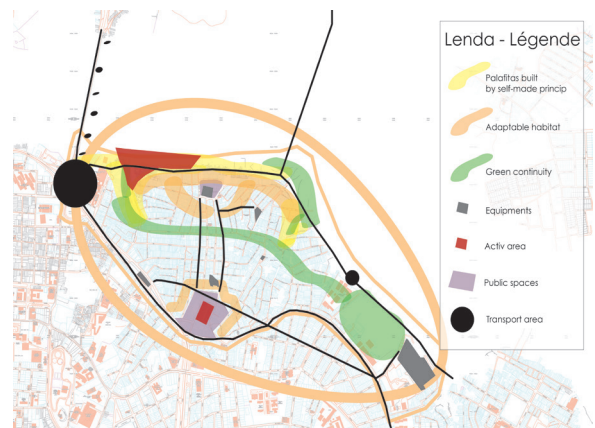 Lenda - Légende
Palafitas built
by self-made princip
Adaptable habitat
Green continuity
Equipments
Activ area
Public spaces
Transport area